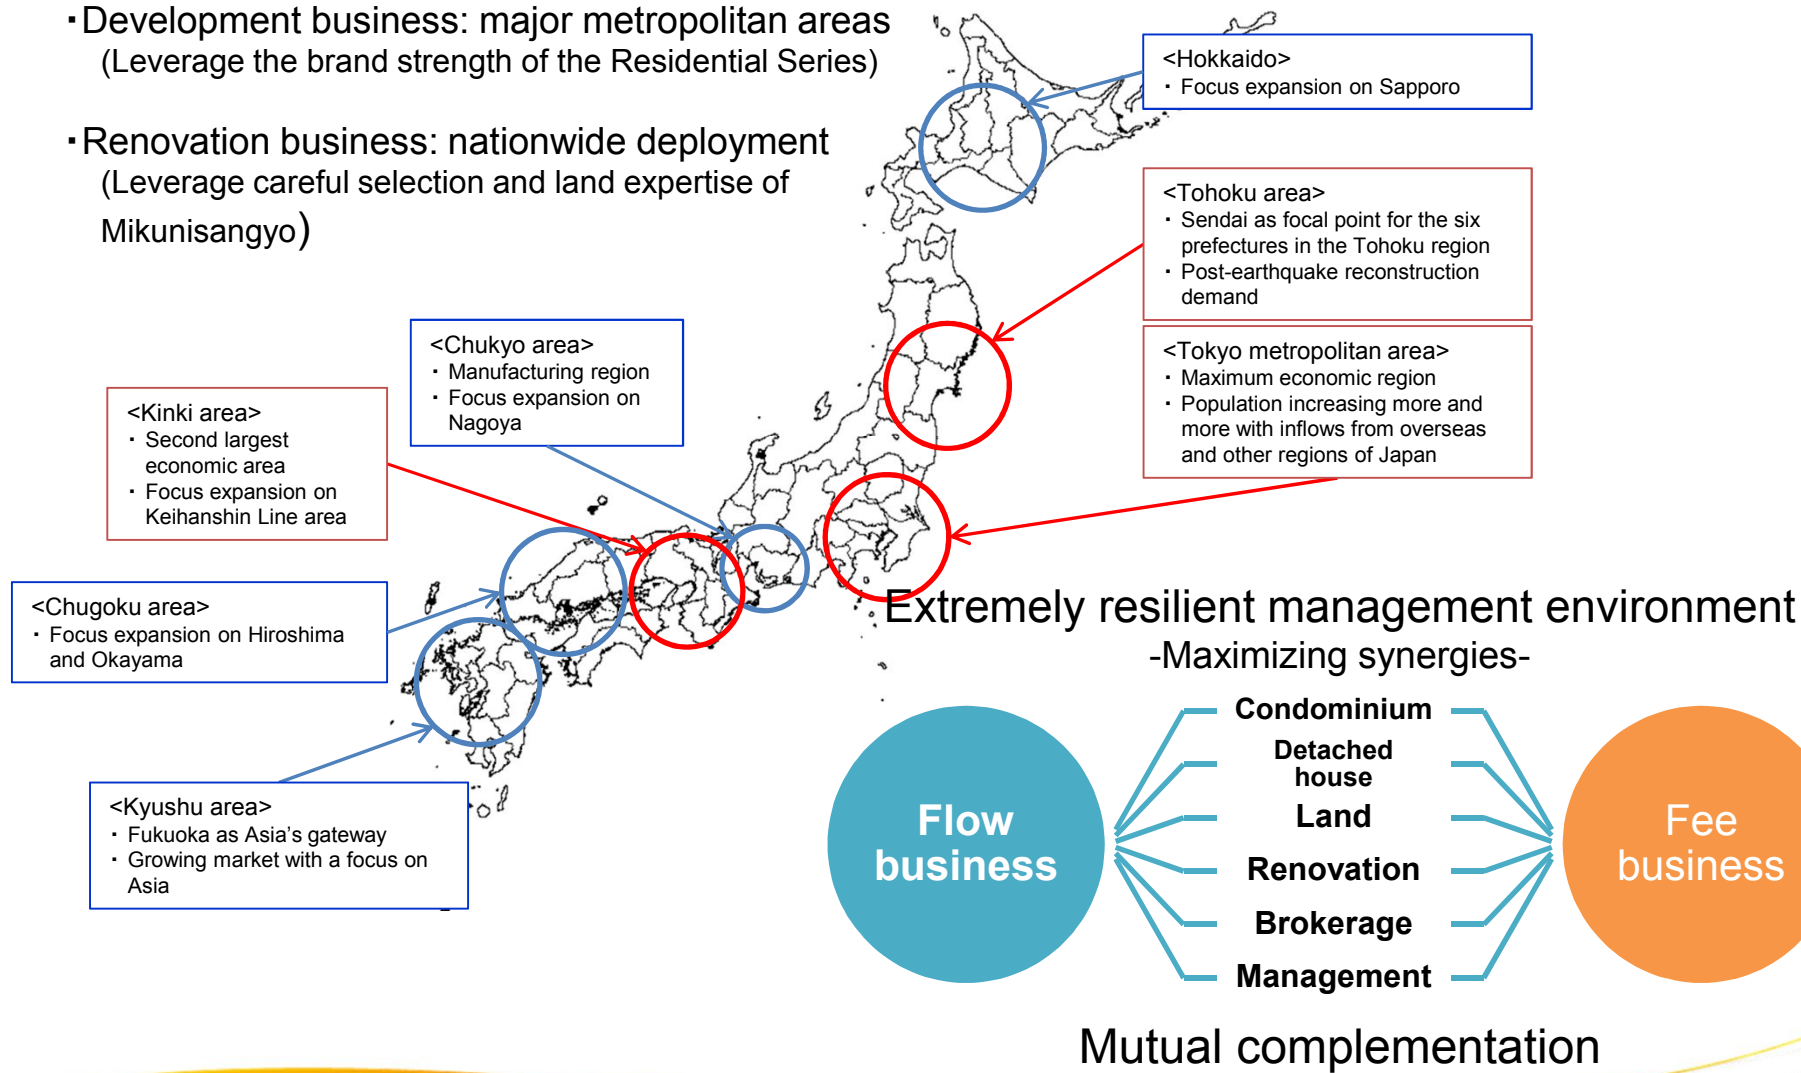 ・Development business: major metropolitan areas
(Leverage the brand strength of the Residential Series)
・Renovation business: nationwide deployment
(Leverage careful selection and land expertise of
Mikunisangyo)
<Hokkaido>
・ Focus expansion on Sapporo
<Tohoku area>
・ Sendai as focal point for the six
prefectures in the Tohoku region
・ Post-earthquake reconstruction
demand
<Tokyo metropolitan area>
・ Maximum economic region
・ Population increasing more and
more with inflows from overseas
and other regions of Japan
<Chukyo area>
・ Manufacturing region
・ Focus expansion on
Nagoya
<Kinki area>
・ Second largest
economic area
・ Focus expansion on
Keihanshin Line area
<Chugoku area>
・ Focus expansion on Hiroshima
and Okayama
<Kyushu area>
・ Fukuoka as Asia’s gateway
・ Growing market with a focus on
Asia
Extremely resilient management environment
-Maximizing synergies-
Flow
business
Condominium
Detached
house
Land
Renovation
Brokerage
Management
Fee
business
Mutual complementation